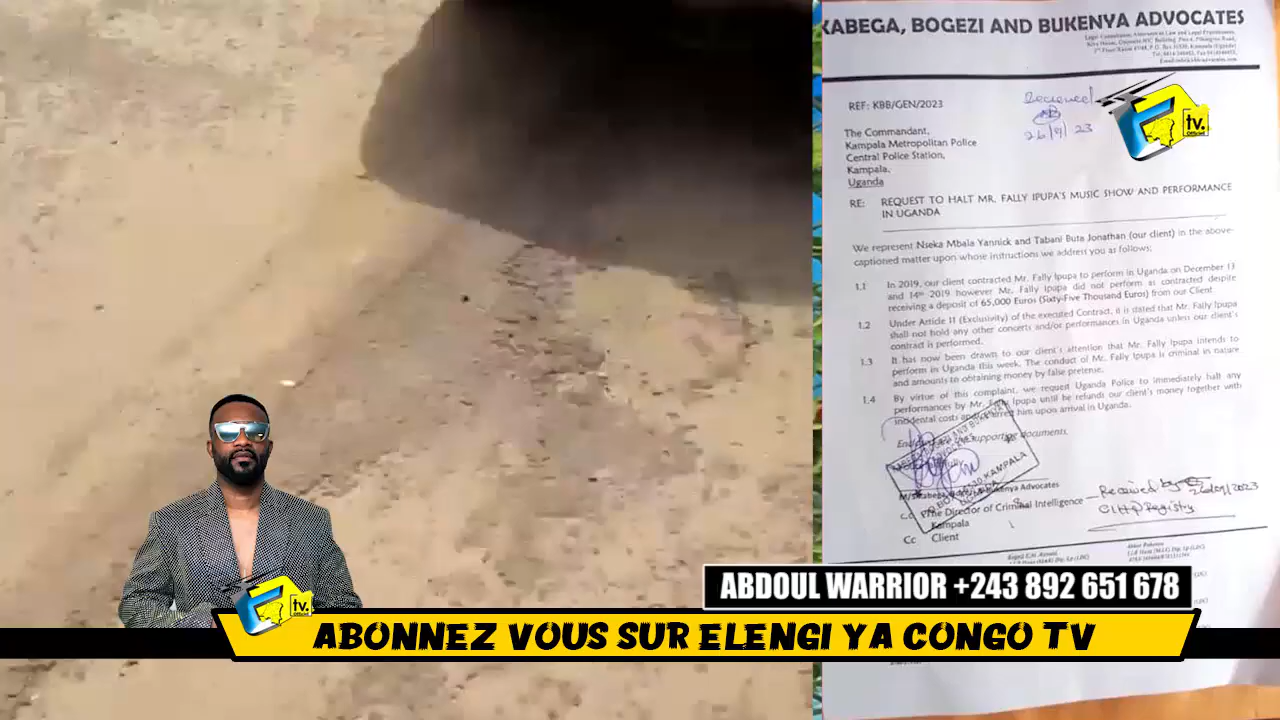 KABEGA, BOGEZI AND BUKENYA ADVOCATES
REF: KBB/GEN/2023
Received
26/9/23
tv.
Officiel
The Commandant,
Kampala Metropolitan Police
Central Police Station,
Kampala,
Uganda
RE: REQUEST TO HALT MR. FALLY IPUPA'S MUSIC SHOW AND PERFORMANCE
IN UGANDA
We represent Nseka Mbala Yannick and Tabani Buta Jonathan (our client) in the above-
captioned matter upon whose instructions we address you as follows;
1.1 In 2019, our client contracted Mr. Fally Ipupa to perform in Uganda on December 13
and 14th 2019 however Mr. Fally Ipupa did not perform as contracted despite
receiving a deposit of 65,000 Euros (Sixty-Five Thousand Euros) from our Client
1.2 Under Article 11 (Exclusivity) of the executed Contract, it is stated that Mr. Fally Ipupa
shall not hold any other concerts and/or performances in Uganda unless our client's
contract is performed.
1.3 It has now been drawn to our client's attention that Mr. Fally Ipupa intends to
perform in Uganda this week. The conduct of Mr. Fally Ipupa is criminal in nature
and amounts to obtaining money by false pretense.
1.4 By virtue of this complaint, we request Uganda Police to immediately halt any
performances by Mr. Fally Ipupa until he refunds our client's money together with
incidental costs him upon arrival in Uganda.
supporting documents.
Bukenya Advocates
KAMPALA
UGANDA
C.c The Director of Criminal Intelligence
Kampala
Cc Client
Received
26/09/2023
Registry
ABDOUL WARRIOR +243 892 651 678
tv.
Officiel
ABONNEZ VOUS SUR ELENGI YA CONGO TV